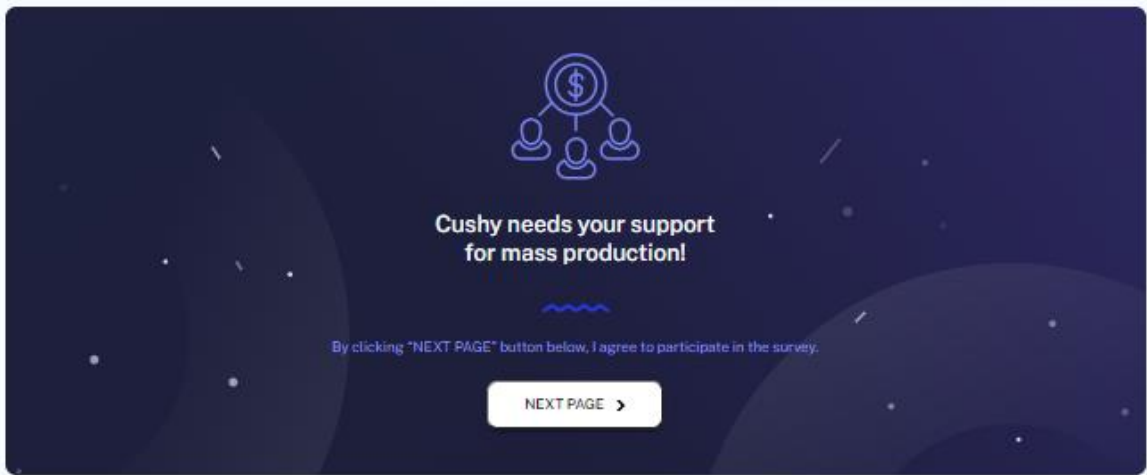 $
Cushy needs your support
for mass production!
By clicking "NEXT PAGE" button below, I agree to participate in the survey.
NEXT PAGE